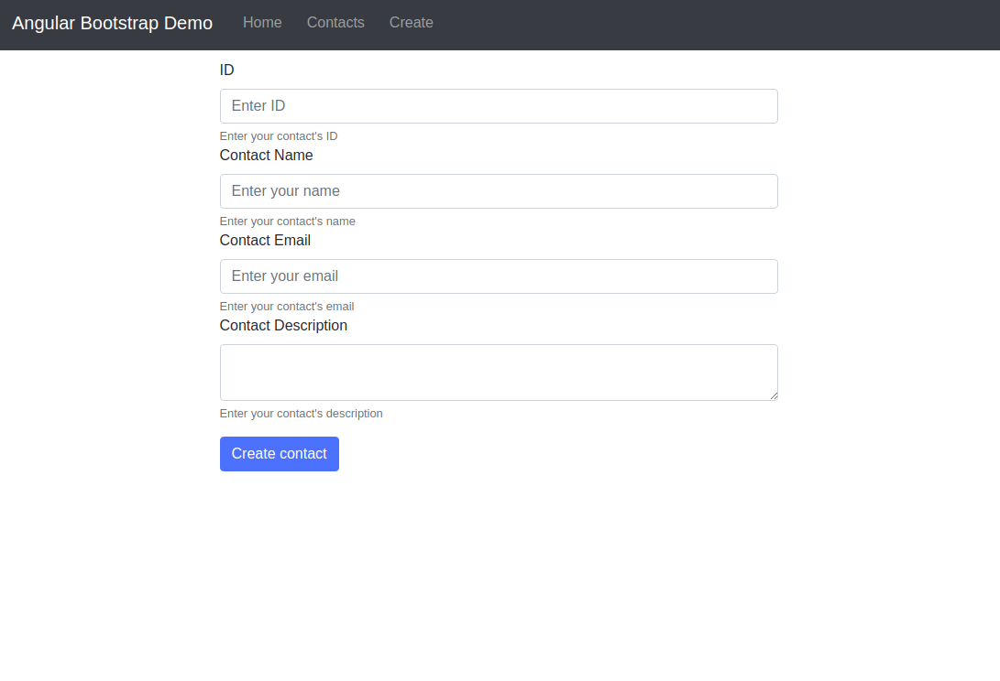 Angular Bootstrap Demo Home Contacts Create
ID
Enter ID
Enter your contact's ID
Contact Name
Enter your name
Enter your contact's name
Contact Email
Enter your email
Enter your contact's email
Contact Description
Enter your contact's description
Create contact